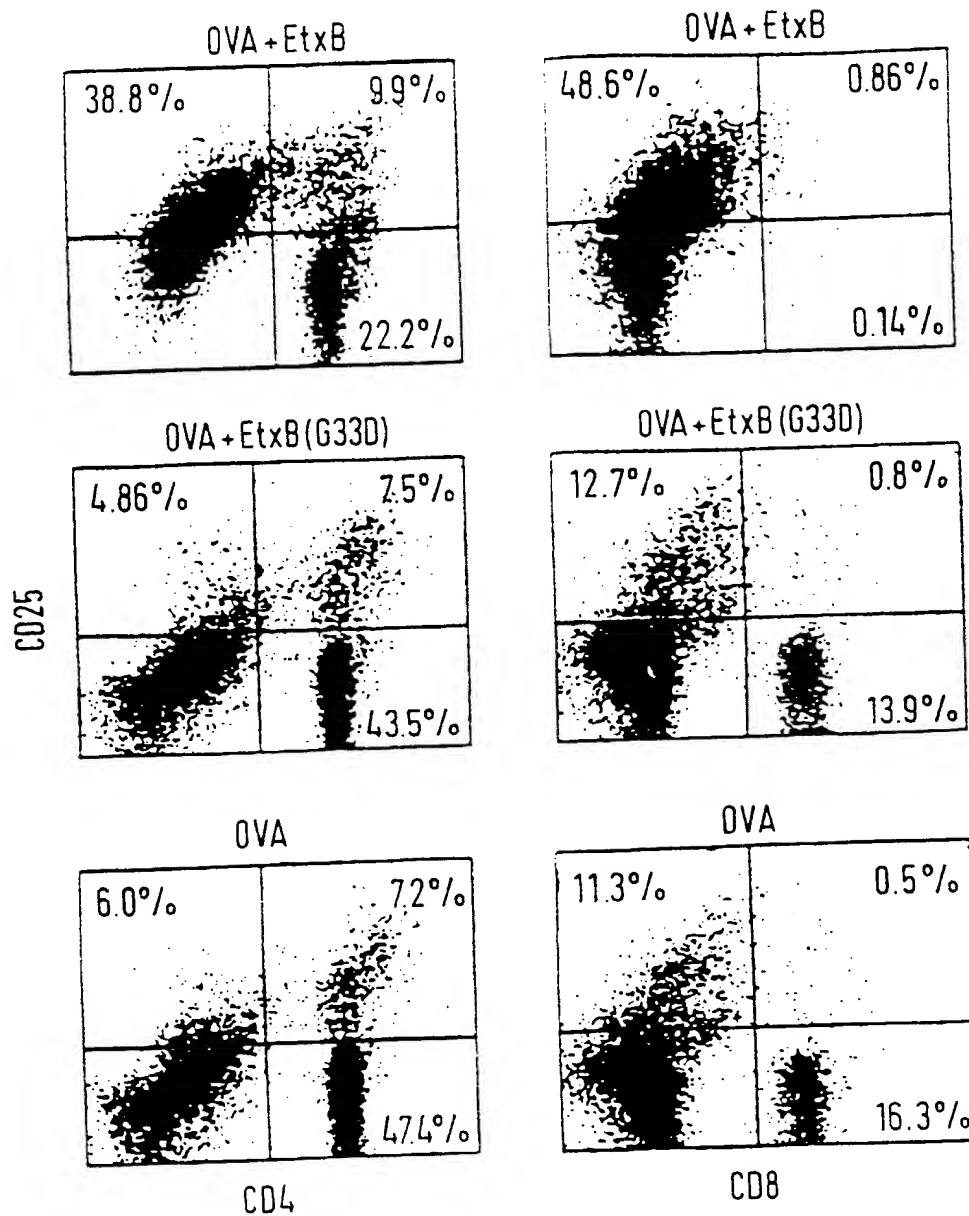 OVA + EtxB
38.8%
9.9%
22.2%
OVA + EtxB
48.6%
0.86%
0.14%
OVA + EtxB (G33D)
4.86%
7.5%
43.5%
OVA + EtxB (G33D)
12.7%
0.8%
13.9%
CD25
OVA
6.0%
7.2%
47.4%
OVA
11.3%
0.5%
16.3%
CD4
CD8